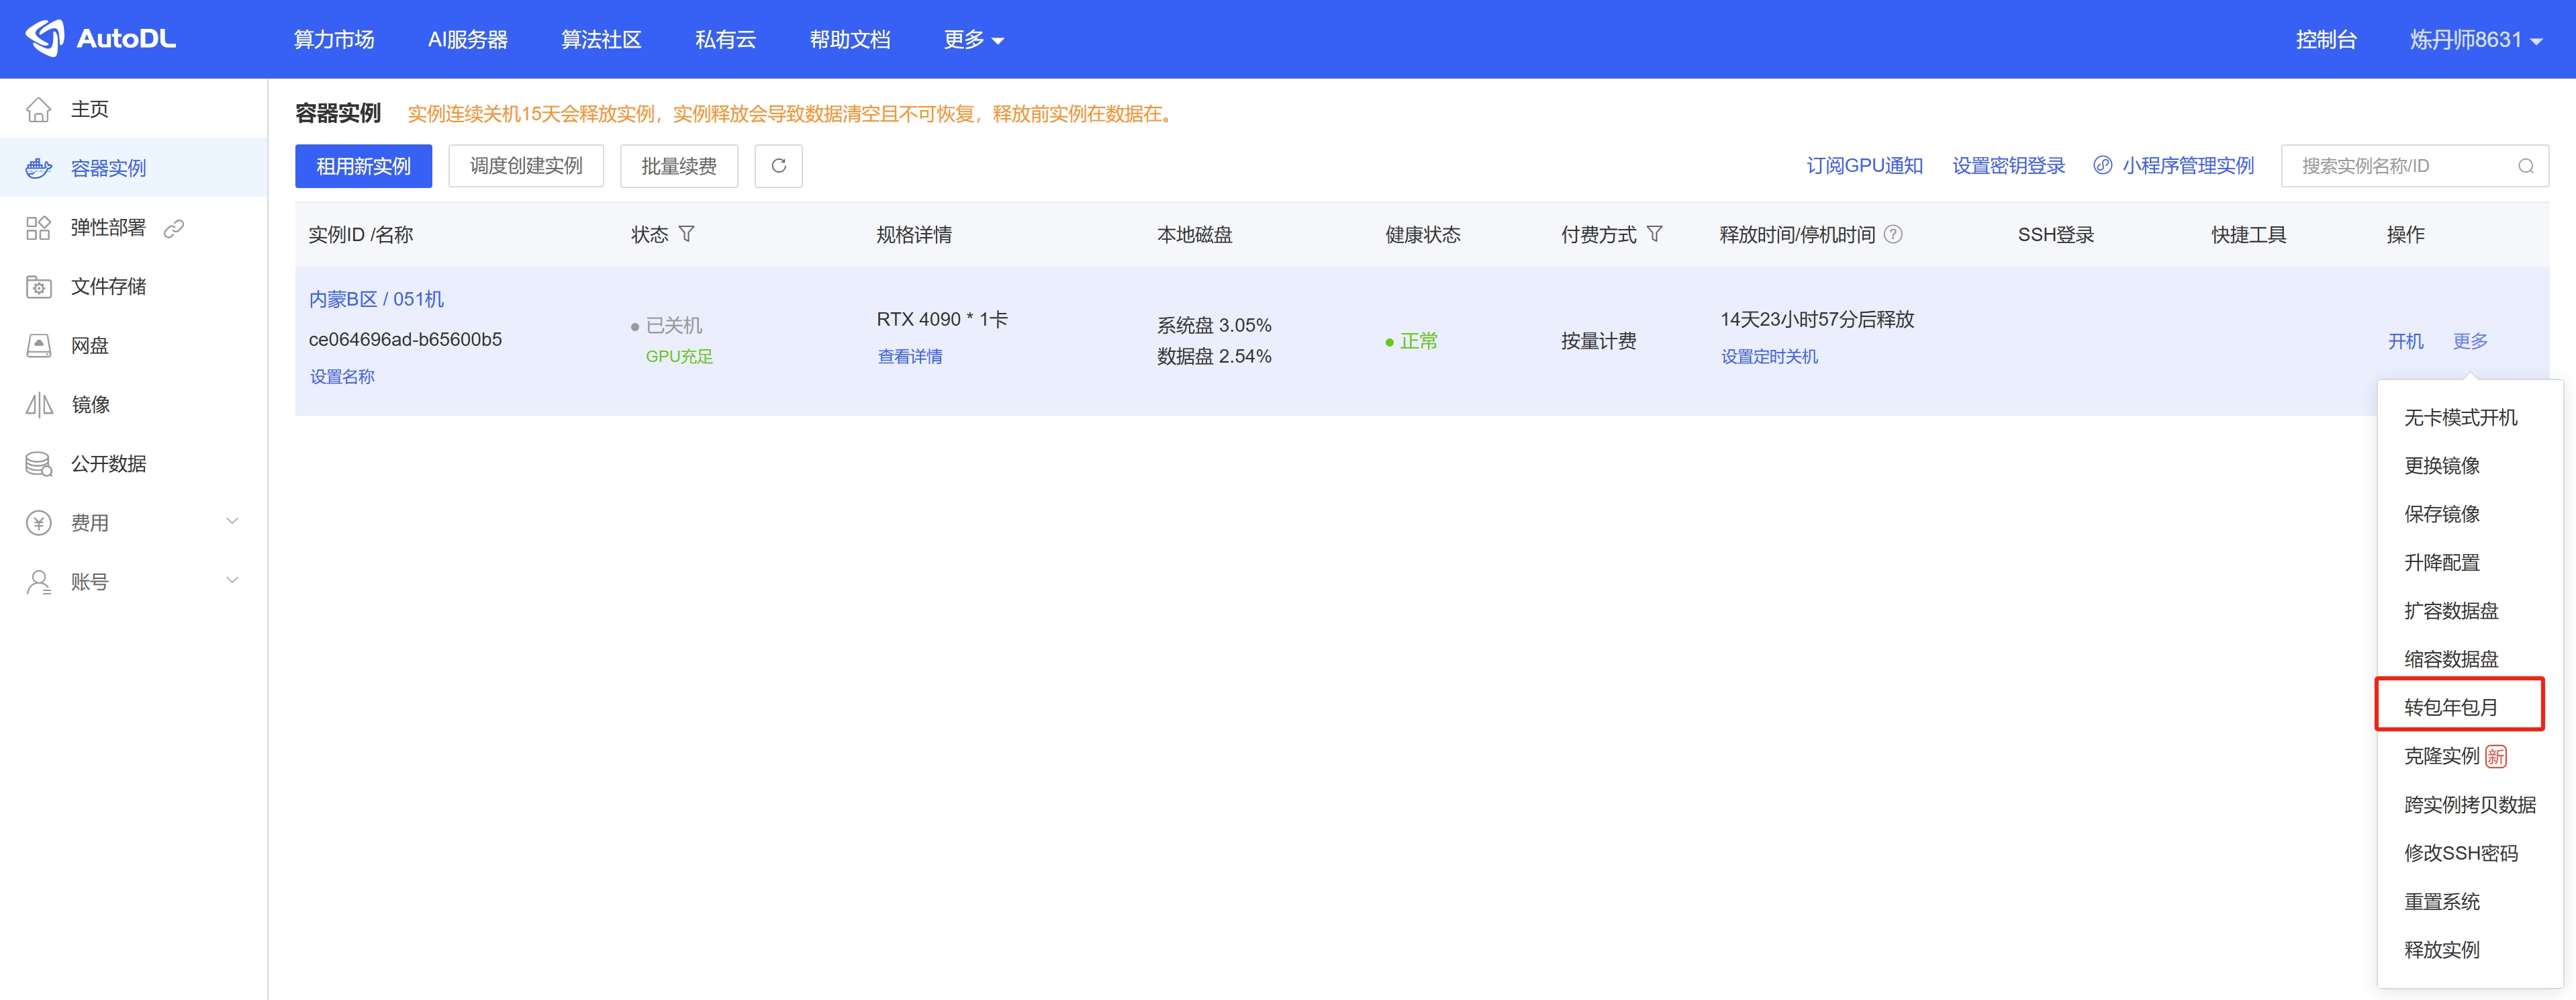 AutoDL
算力市场
AI服务器
算法社区
私有云
帮助文档
更多
控制台
炼丹师8631
主页
容器实例
弹性部署
文件存储
网盘
镜像
公开数据
费用
账号
容器实例 实例连续关机15天会释放实例，实例释放会导致数据清空且不可恢复，释放前实例在数据在。
租用新实例
调度创建实例
批量续费
订阅GPU通知
设置密钥登录
小程序管理实例
搜索实例名称/ID
实例ID /名称
状态
规格详情
本地磁盘
健康状态
付费方式
释放时间/停机时间
SSH登录
快捷工具
操作
内蒙B区 / 051机
ce064696ad-b65600b5
设置名称
已关机
GPU充足
RTX 4090 * 1卡
查看详情
系统盘 3.05%
数据盘 2.54%
正常
按量计费
14天23小时57分后释放
设置定时关机
开机
更多
无卡模式开机
更换镜像
保存镜像
升降配置
扩容数据盘
缩容数据盘
转包年包月
克隆实例 新
跨实例拷贝数据
修改SSH密码
重置系统
释放实例